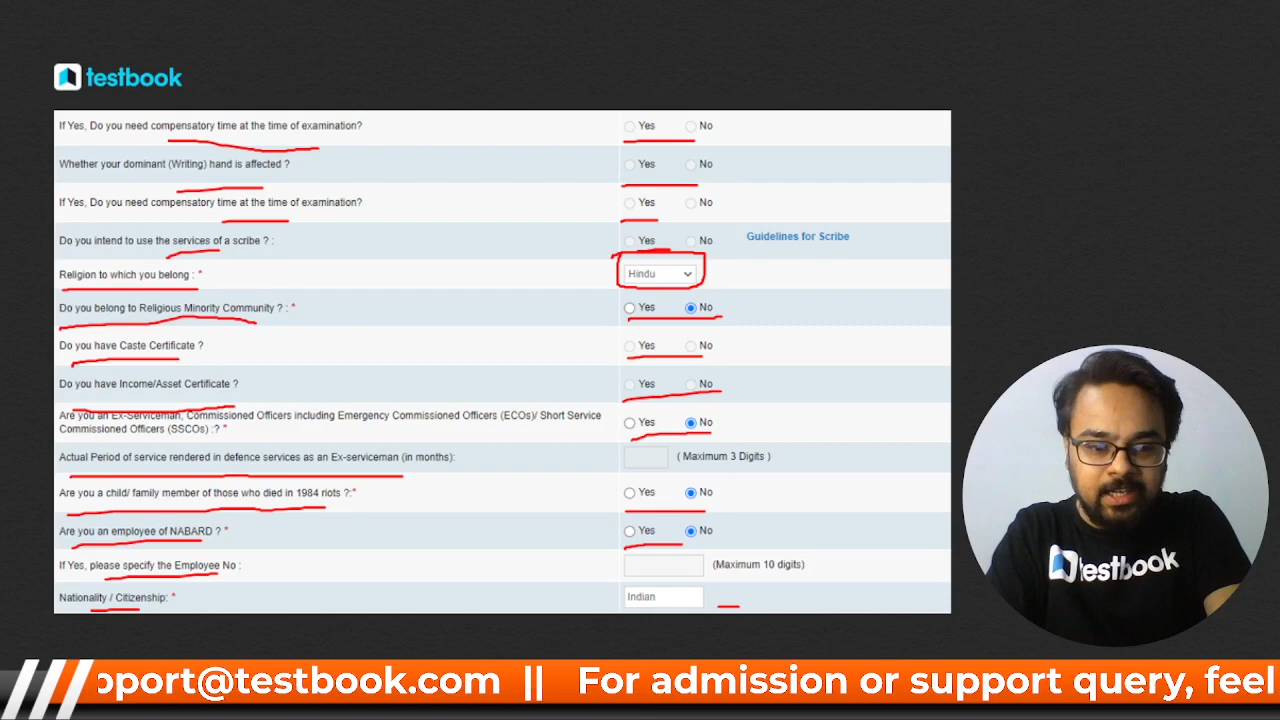 testbook
If Yes, Do you need compensatory time at the time of examination?
Yes No
Whether your dominant (Writing) hand is affected ?
Yes No
If Yes, Do you need compensatory time at the time of examination?
Yes No
Do you intend to use the services of a scribe ? :
Yes No Guidelines for Scribe
Religion to which you belong : *
Hindu
Do you belong to Religious Minority Community ? : *
Yes No
Do you have Caste Certificate ?
Yes No
Do you have Income/Asset Certificate ?
Yes No
Are you an Ex-Serviceman, Commissioned Officers including Emergency Commissioned Officers (ECOs)/ Short Service
Commissioned Officers (SSCOs) :? *
Yes No
Actual Period of service rendered in defence services as an Ex-serviceman (in months):
( Maximum 3 Digits )
Are you a child/ family member of those who died in 1984 riots ?:*
Yes No
Are you an employee of NABARD ? *
Yes No
If Yes, please specify the Employee No :
(Maximum 10 digits)
Nationality / Citizenship: *
Indian
testbook
pport@testbook.com || For admission or support query, feel